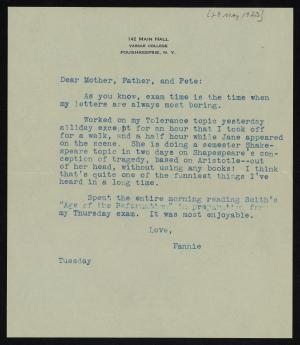 [29 May 1923]
142 MAIN HALL
VASSAR COLLEGE
POUGHKEEPSIE, N. Y.
Dear Mother, Father, and Pete:
As you know, exam time is the time when
my letters are always most boring.
Worked on my Tolerance topic yesterday
allday except for an hour that I took off
for a walk, and a half hour while Jane appeared
on the scene. She is doing a semester Shake-
speare topic in two days on Shapespeare's con-
ception of tragedy, based on Aristotle--out
of her head, without using any books! I think
that's quite one of the funniest things I've
heard in a long time.
Spent the entire morning reading Smith's
"Age of the Reformation" in preparation for
my Thursday exam. It was most enjoyable.
Love,
Fannie
Tuesday